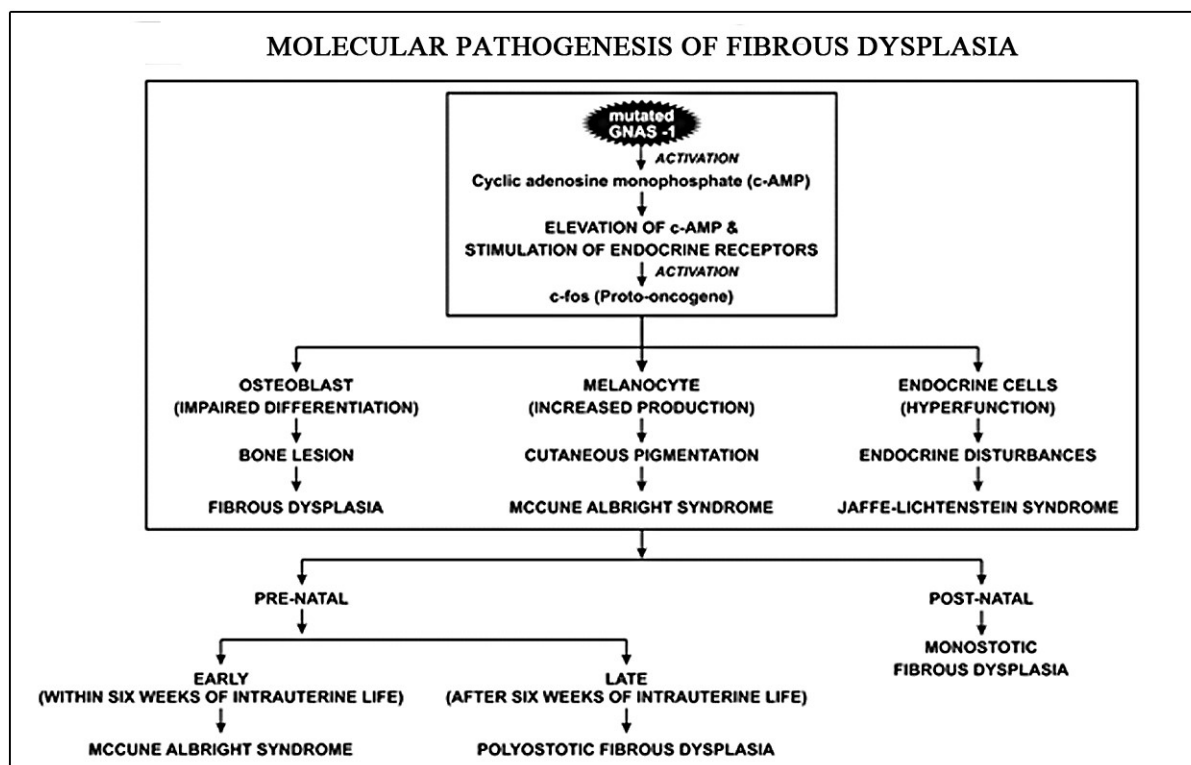 MOLECULAR PATHOGENESIS OF FIBROUS DYSPLASIA
mutated
GNAS -1
ACTIVATION
Cyclic adenosine monophosphate (c-AMP)
ELEVATION OF c-AMP &
STIMULATION OF ENDOCRINE RECEPTORS
ACTIVATION
c-fos (Proto-oncogene)
OSTEOBLAST
(IMPAIRED DIFFERENTIATION)
BONE LESION
FIBROUS DYSPLASIA
MELANOCYTE
(INCREASED PRODUCTION)
CUTANEOUS PIGMENTATION
MCCUNE ALBRIGHT SYNDROME
ENDOCRINE CELLS
(HYPERFUNCTION)
ENDOCRINE DISTURBANCES
JAFFE-LICHTENSTEIN SYNDROME
PRE-NATAL
EARLY
(WITHIN SIX WEEKS OF INTRAUTERINE LIFE)
MCCUNE ALBRIGHT SYNDROME
LATE
(AFTER SIX WEEKS OF INTRAUTERINE LIFE)
POLYOSTOTIC FIBROUS DYSPLASIA
POST-NATAL
MONOSTOTIC
FIBROUS DYSPLASIA